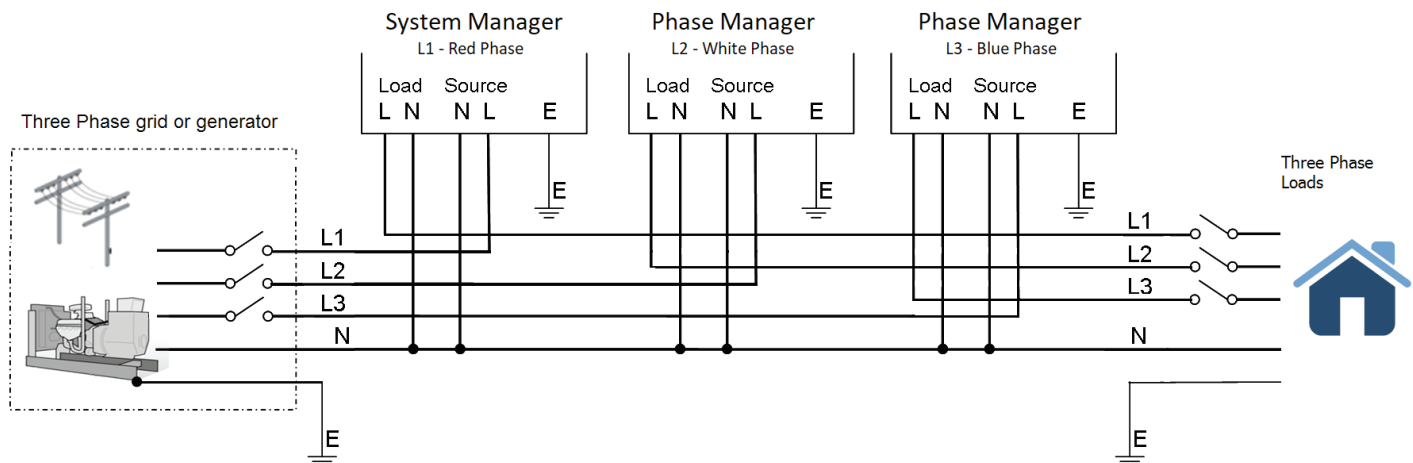 System Manager
L1 - Red Phase
Phase Manager
L2 - White Phase
Phase Manager
L3 - Blue Phase
Load Source
L N N L E
Load Source
L N N L E
Load Source
L N N L E
Three Phase grid or generator
Three Phase
Loads
E
E
E
L1
L2
L3
N
L1
L2
L3
N
E
E